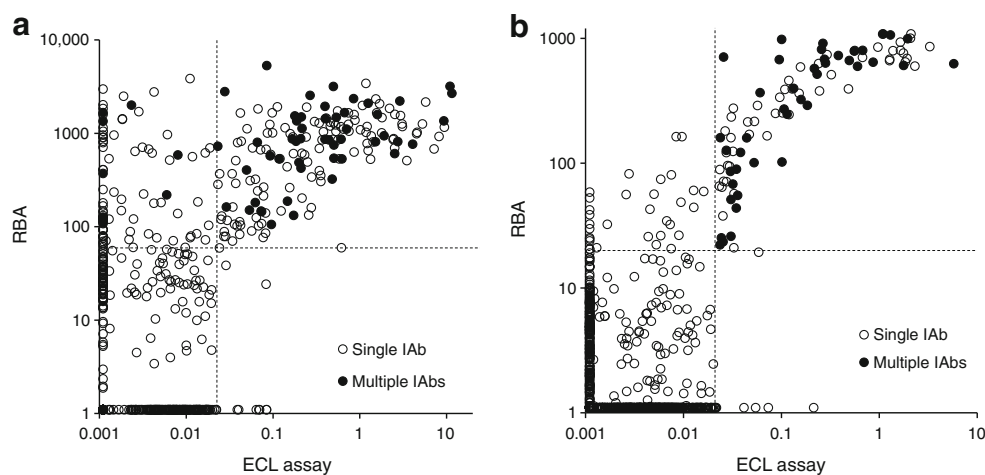 a
10,000
1000
100
10
1
RBA
0.001 0.01 0.1 1 10
ECL assay
Single IAb
Multiple IAbs
b
1000
100
10
1
RBA
0.001 0.01 0.1 1 10
ECL assay
Single IAb
Multiple IAbs